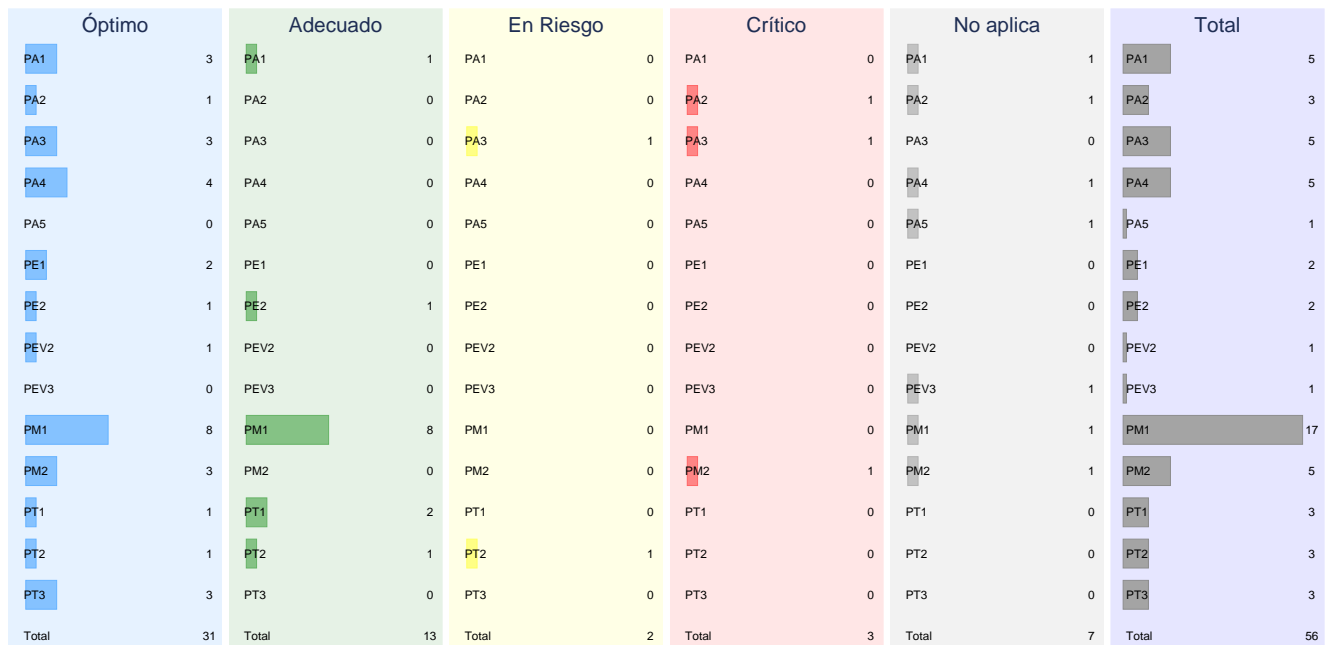 Óptimo Adecuado En Riesgo Crítico No aplica Total
PA1 3 PA1 1 PA1 0 PA1 0 PA1 1 PA1 5
PA2 1 PA2 0 PA2 0 PA2 1 PA2 1 PA2 3
PA3 3 PA3 0 PA3 1 PA3 1 PA3 0 PA3 5
PA4 4 PA4 0 PA4 0 PA4 0 PA4 1 PA4 5
PA5 0 PA5 0 PA5 0 PA5 0 PA5 1 PA5 1
PE1 2 PE1 0 PE1 0 PE1 0 PE1 0 PE1 2
PE2 1 PE2 1 PE2 0 PE2 0 PE2 0 PE2 2
PEV2 1 PEV2 0 PEV2 0 PEV2 0 PEV2 0 PEV2 1
PEV3 0 PEV3 0 PEV3 0 PEV3 0 PEV3 1 PEV3 1
PM1 8 PM1 8 PM1 0 PM1 0 PM1 1 PM1 17
PM2 3 PM2 0 PM2 0 PM2 1 PM2 1 PM2 5
PT1 1 PT1 2 PT1 0 PT1 0 PT1 0 PT1 3
PT2 1 PT2 1 PT2 1 PT2 0 PT2 0 PT2 3
PT3 3 PT3 0 PT3 0 PT3 0 PT3 0 PT3 3
Total 31 Total 13 Total 2 Total 3 Total 7 Total 56